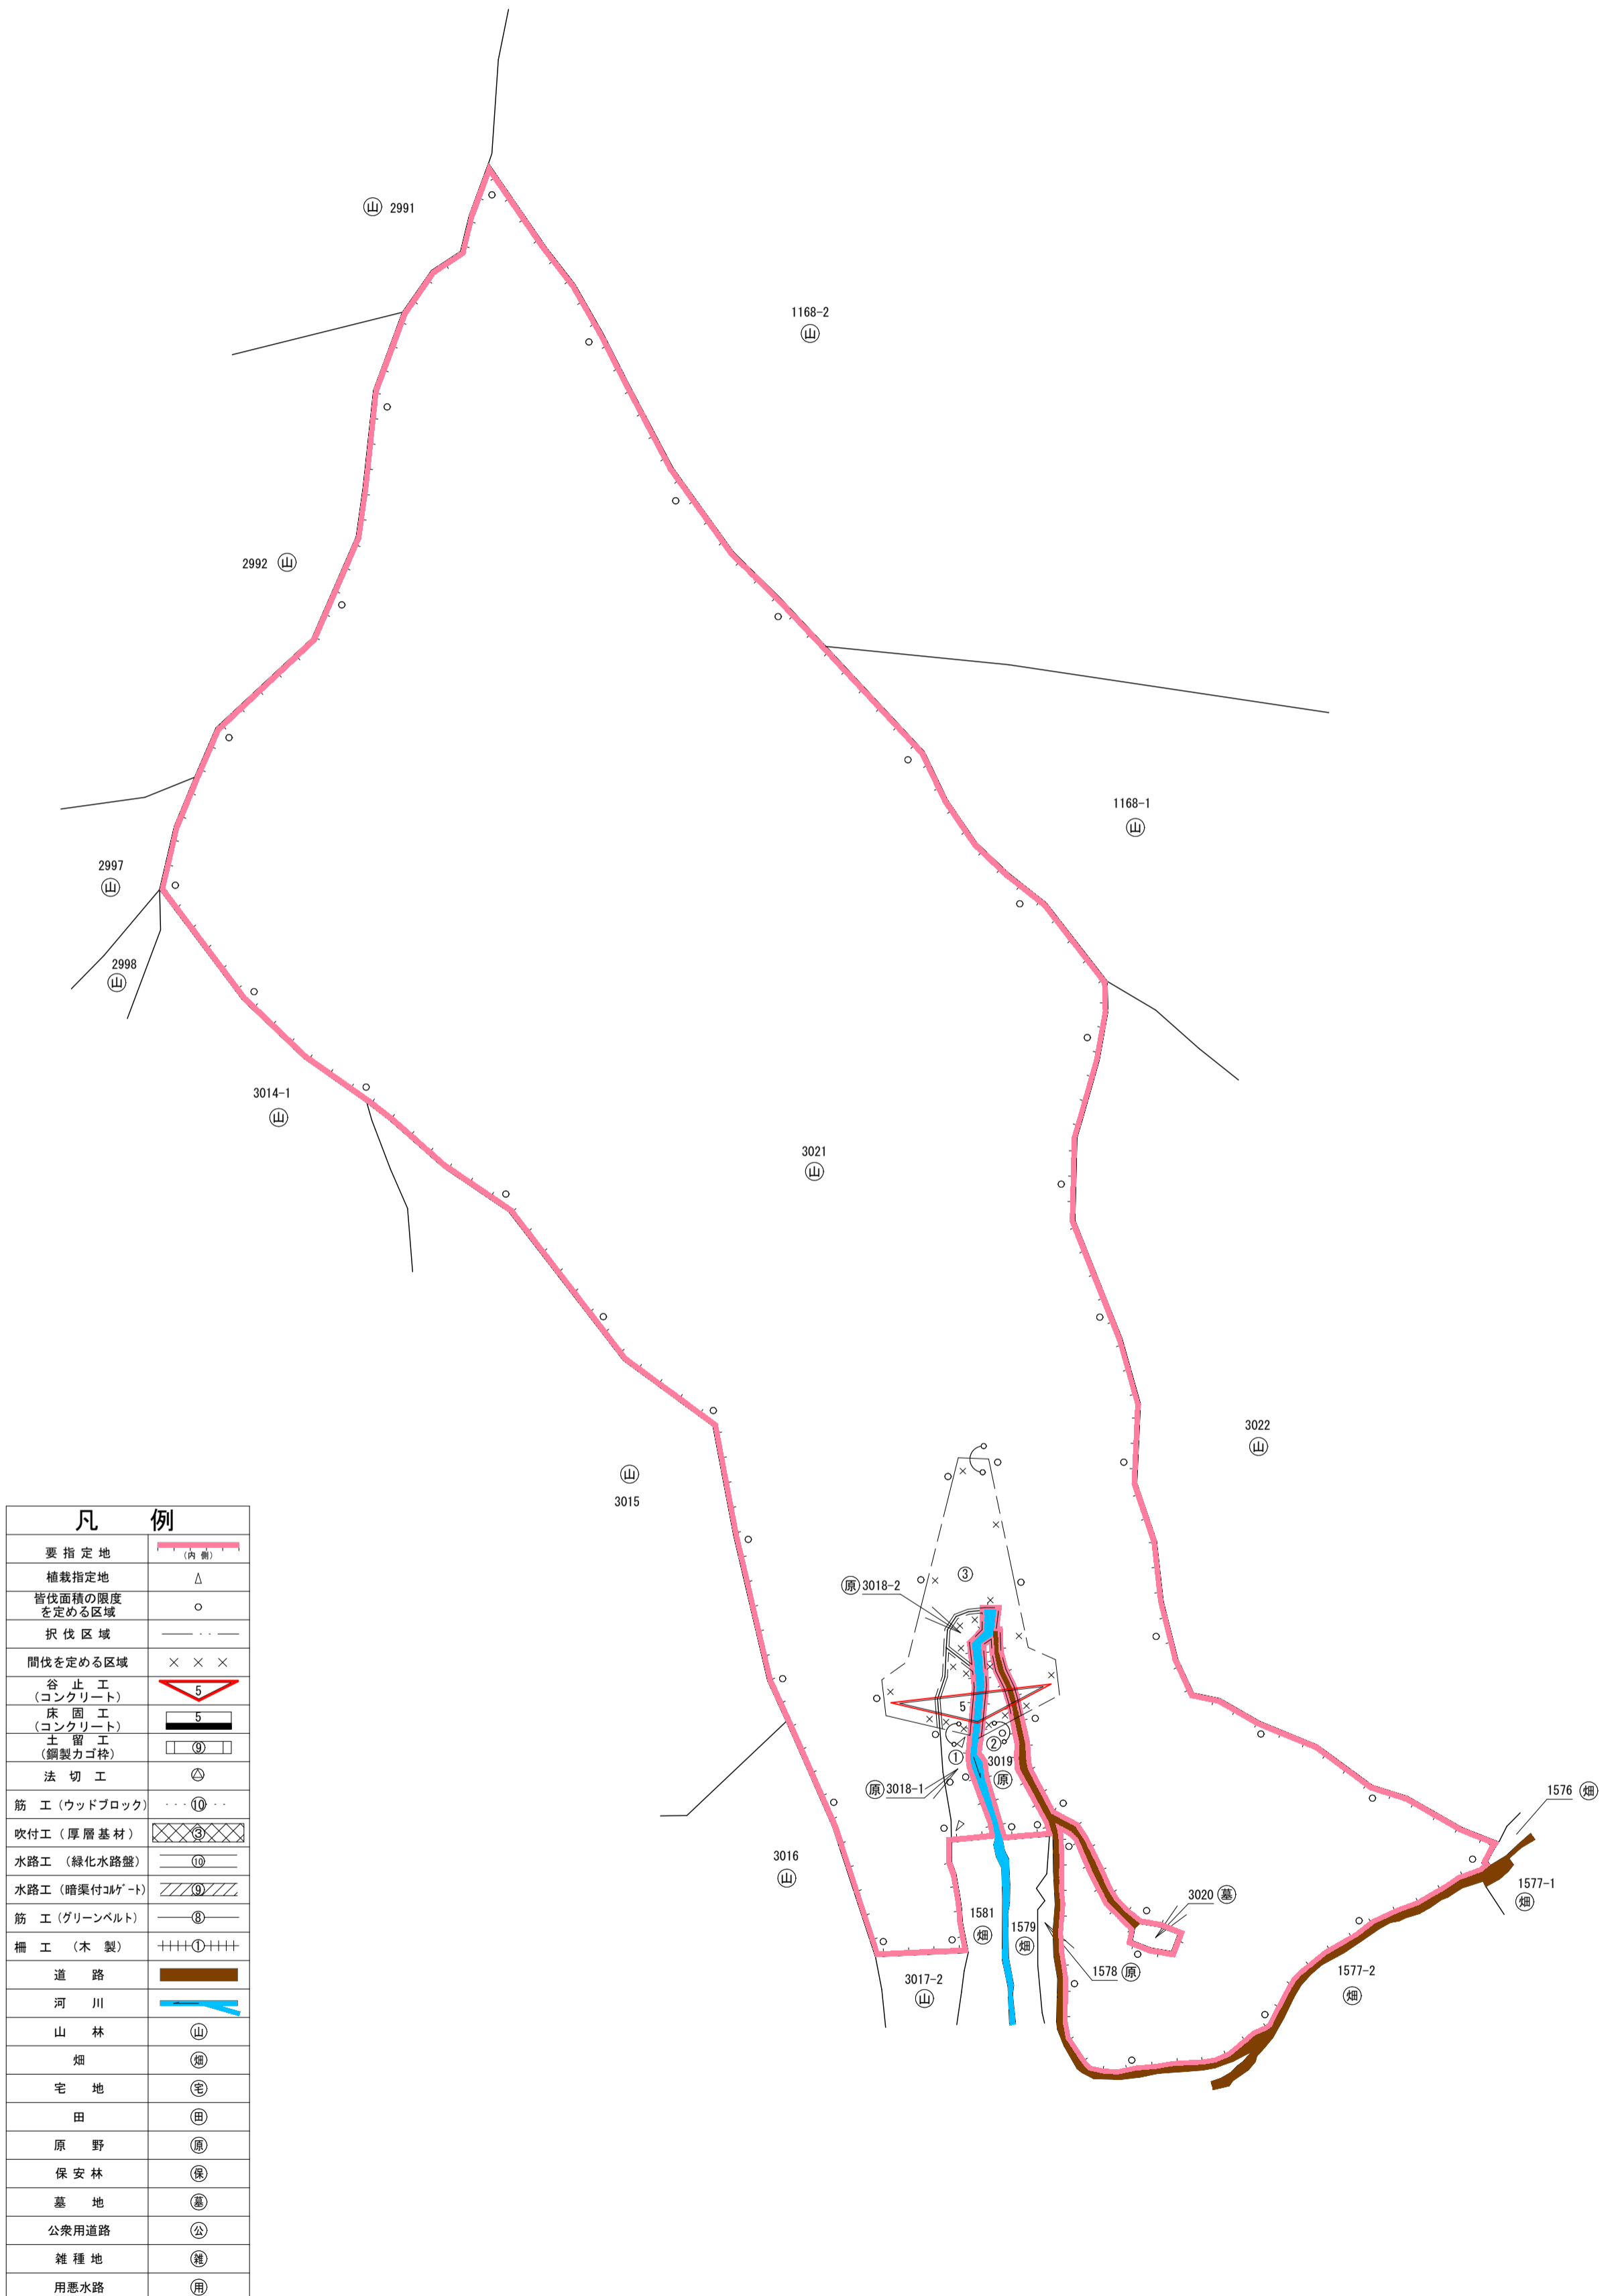 ㊤山 2991
1168-2
山
2992 山
1168-1
山
2997
山
2998
山
3014-1
山
3021
山
3022
山
山
3015
③
原 3018-2
5
①
②
3019
原
原 3018-1
3016
山
1576 畑
1577-1
畑
3020 墓
1581
畑
1579
畑
1578 原
1577-2
畑
3017-2
山
凡 例
要指定地 (内 側)
植栽指定地 △
皆伐面積の限度
を定める区域 ○
択伐区域
間伐を定める区域 × × ×
谷止工
(コンクリート) 5
床固工
(コンクリート) 5
土留工
(鋼製カゴ枠) ⑨
法切工
筋 工(ウッドブロック) ⑩
吹付工(厚層基材) ③
水路工 (緑化水路盤) ⑩
水路工 (暗渠付コルゲート) ⑨
筋 工(グリーンベルト) ⑧
柵 工 (木 製) ①
道 路
河 川
山 林 山
畑 畑
宅 地 宅
田 田
原 野 原
保安林 保
墓 地 墓
公衆用道路 公
雑種地 雑
用悪水路 用